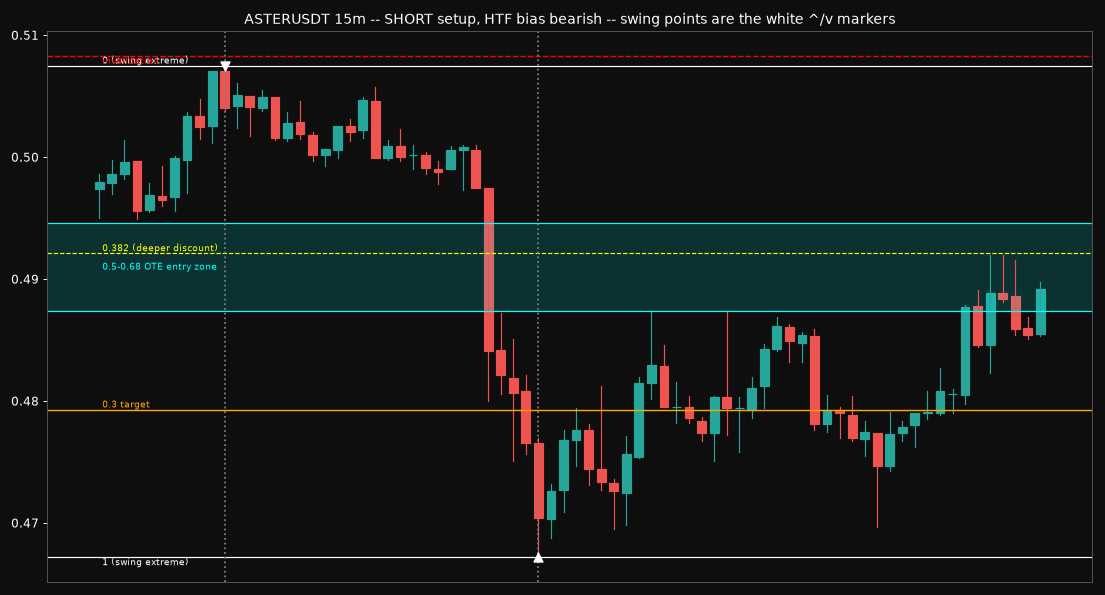 ASTERUSDT 15m -- SHORT setup, HTF bias bearish -- swing points are the white ^/v markers
0.51
0 (swing extreme)
0.50
0.382 (deeper discount)
0.5-0.68 OTE entry zone
0.49
0.48
0.3 target
0.47
1 (swing extreme)